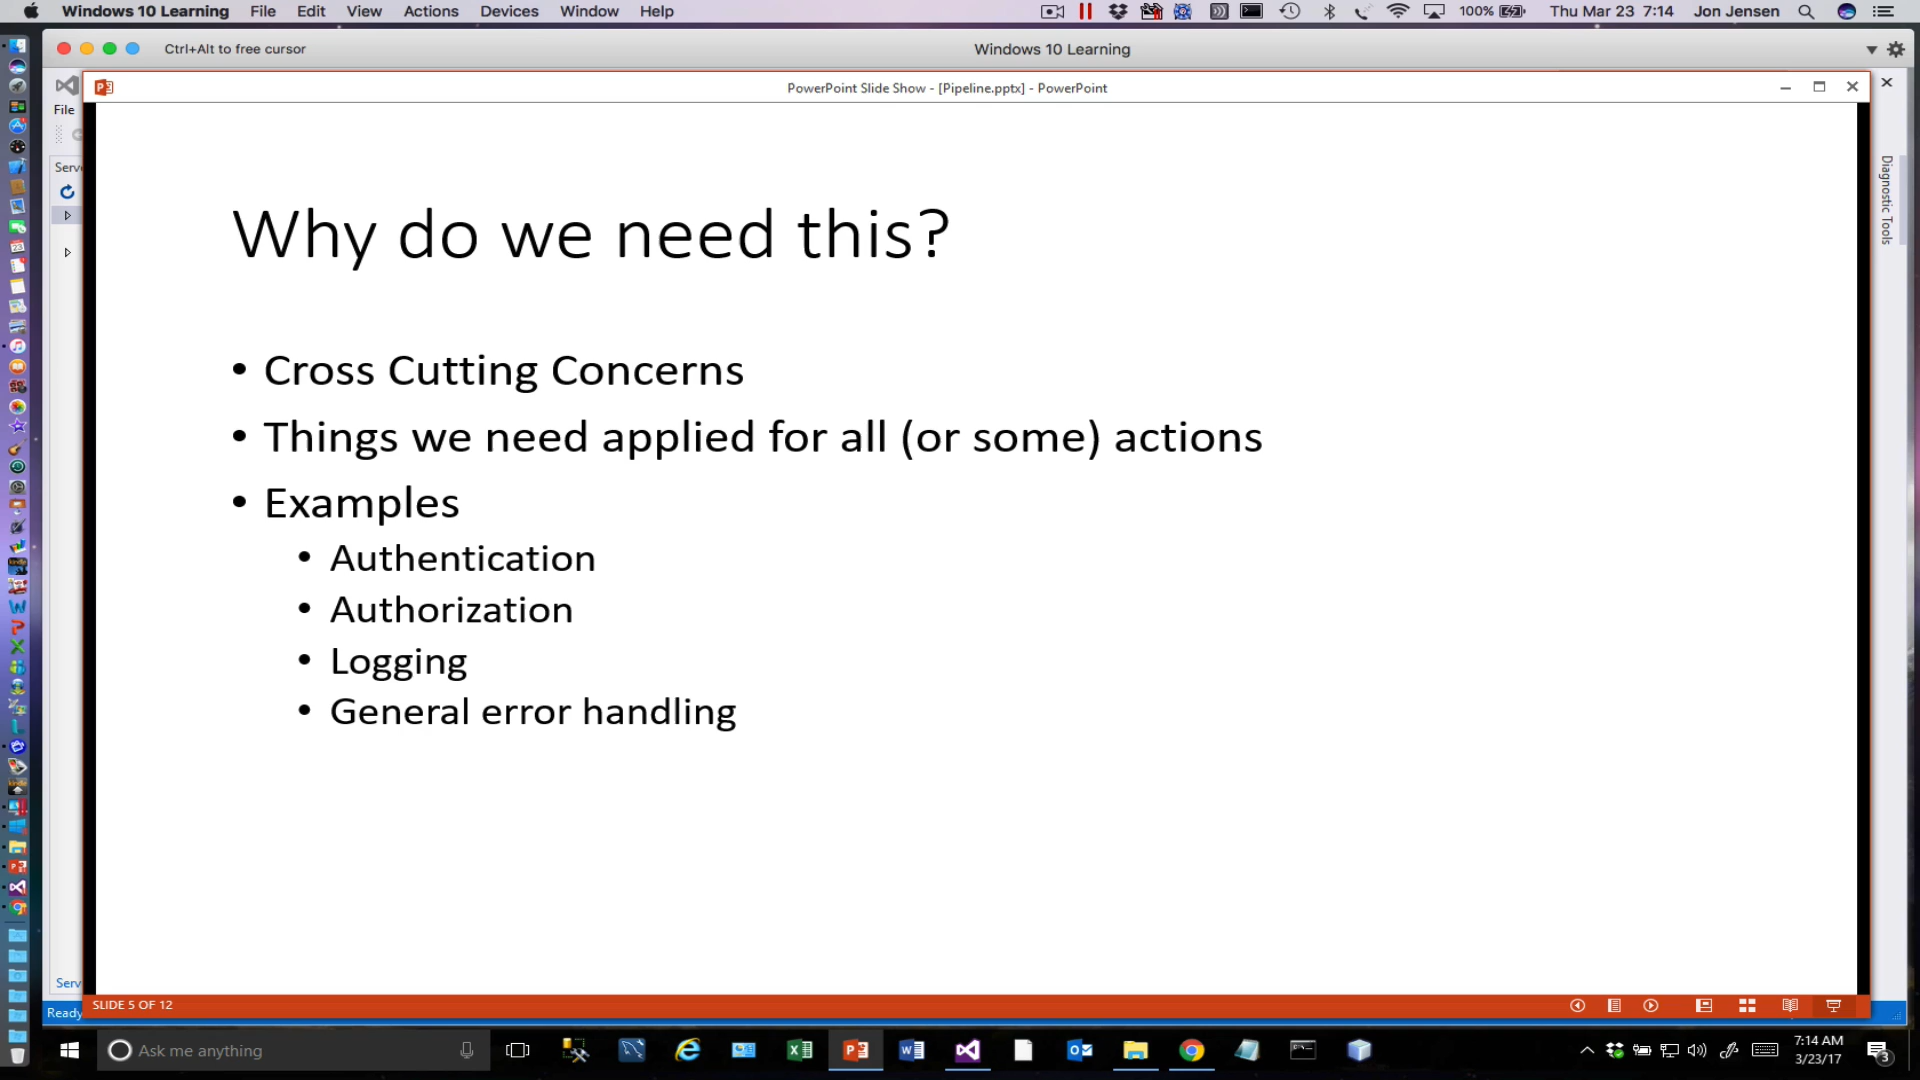 Windows 10 Learning File Edit View Actions Devices Window Help 100% Thu Mar 23 7:14 Jon Jensen
Ctrl+Alt to free cursor Windows 10 Learning
PowerPoint Slide Show - [Pipeline.pptx] - PowerPoint
File
Serv
Diagnostic Tools
Why do we need this?
• Cross Cutting Concerns
• Things we need applied for all (or some) actions
• Examples
• Authentication
• Authorization
• Logging
• General error handling
Serv
SLIDE 5 OF 12
Ready
Ask me anything
7:14 AM
3/23/17
3